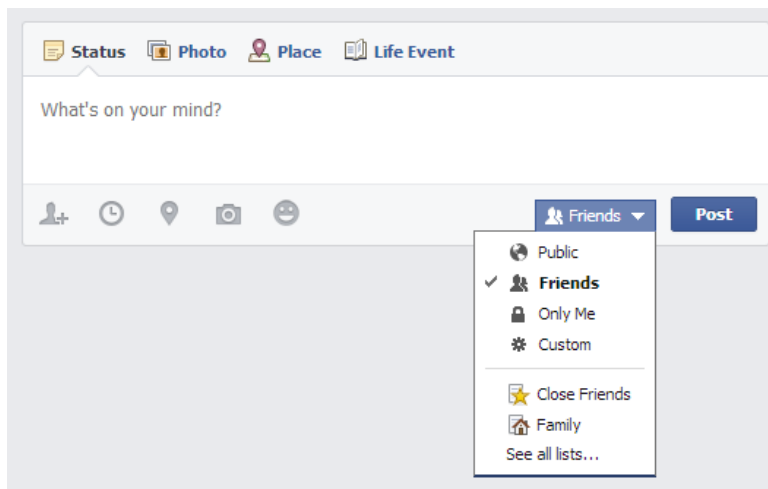 Status Photo Place Life Event
What's on your mind?
Friends Post
Public
Friends
Only Me
Custom
Close Friends
Family
See all lists...